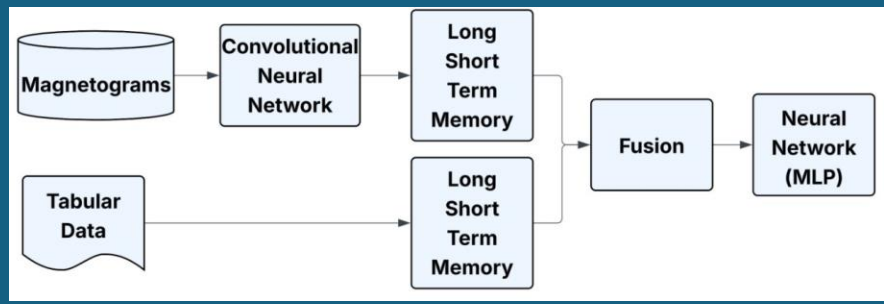 Magnetograms
Convolutional
Neural
Network
Long
Short
Term
Memory
Tabular
Data
Long
Short
Term
Memory
Fusion
Neural
Network
(MLP)